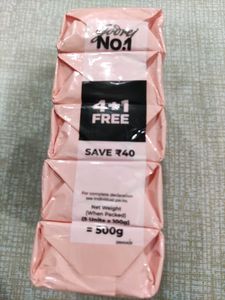 Godrej
NO.1
4+1
FREE
SAVE ₹40
For complete declaration
see individual packs
Net Weight
(When Packed)
(5 Units x 100g)
= 500g